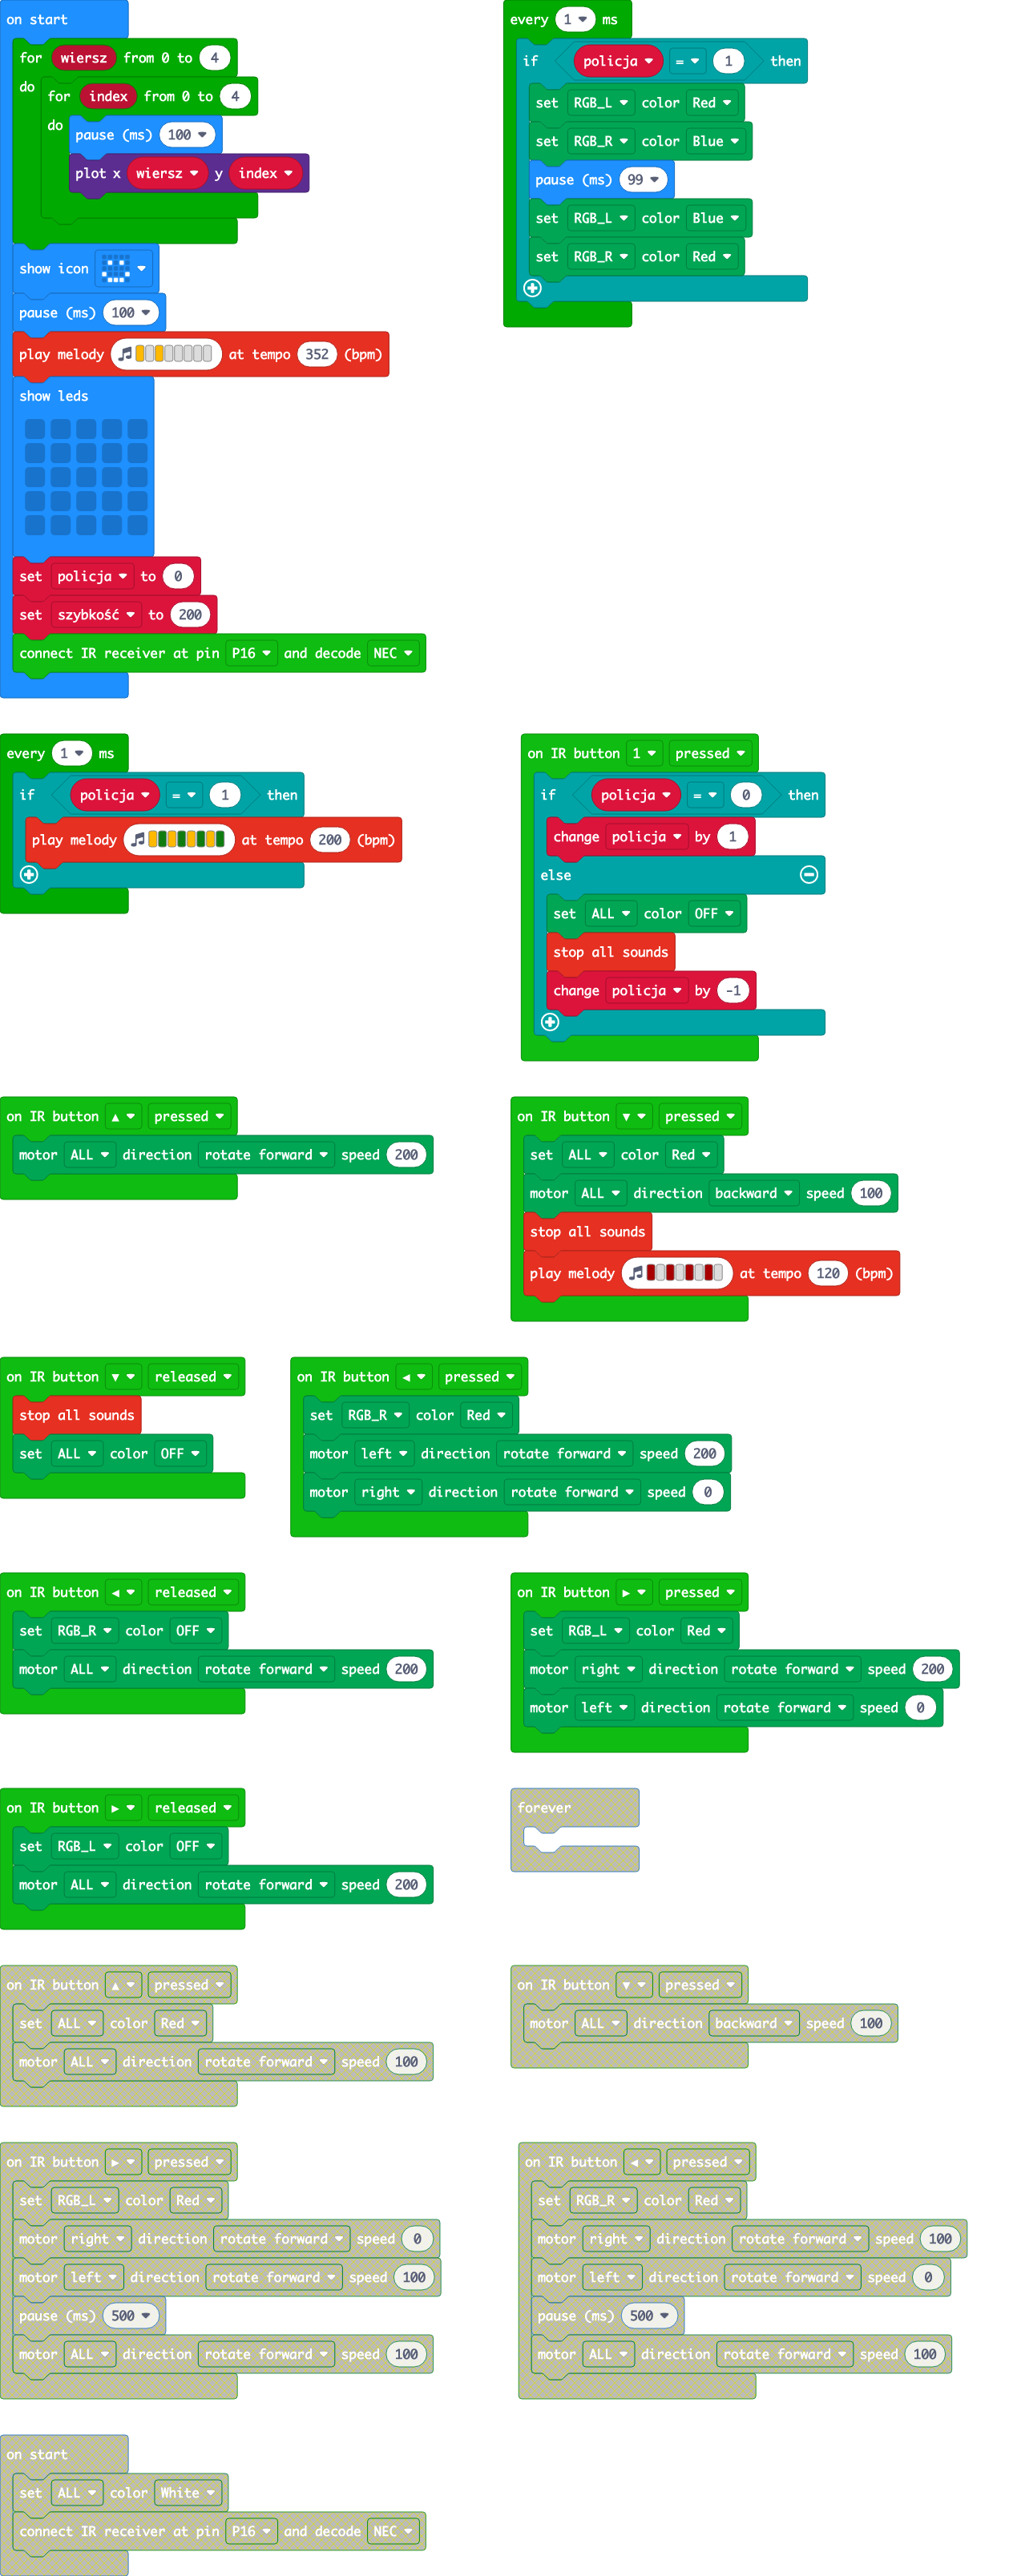 on start
for wiersz from 0 to 4
do
for index from 0 to 4
do
pause (ms) 100
plot x wiersz y index
show icon
pause (ms) 100
play melody at tempo 352 (bpm)
show leds
set policja to 0
set szybkość to 200
connect IR receiver at pin P16 and decode NEC
every 1 ms
if policja = 1 then
set RGB_L color Red
set RGB_R color Blue
pause (ms) 99
set RGB_L color Blue
set RGB_R color Red
every 1 ms
if policja = 1 then
play melody at tempo 200 (bpm)
on IR button 1 pressed
if policja = 0 then
change policja by 1
else
set ALL color OFF
stop all sounds
change policja by -1
on IR button ▲ pressed
motor ALL direction rotate forward speed 200
on IR button ▼ pressed
set ALL color Red
motor ALL direction backward speed 100
stop all sounds
play melody at tempo 120 (bpm)
on IR button ▼ released
stop all sounds
set ALL color OFF
on IR button ◀ pressed
set RGB_R color Red
motor left direction rotate forward speed 200
motor right direction rotate forward speed 0
on IR button ◀ released
set RGB_R color OFF
motor ALL direction rotate forward speed 200
on IR button ▶ pressed
set RGB_L color Red
motor right direction rotate forward speed 200
motor left direction rotate forward speed 0
on IR button ▶ released
set RGB_L color OFF
motor ALL direction rotate forward speed 200
forever
on IR button ▲ pressed
set ALL color Red
motor ALL direction rotate forward speed 100
on IR button ▼ pressed
motor ALL direction backward speed 100
on IR button ▶ pressed
set RGB_L color Red
motor right direction rotate forward speed 0
motor left direction rotate forward speed 100
pause (ms) 500
motor ALL direction rotate forward speed 100
on IR button ◀ pressed
set RGB_R color Red
motor right direction rotate forward speed 100
motor left direction rotate forward speed 0
pause (ms) 500
motor ALL direction rotate forward speed 100
on start
set ALL color White
connect IR receiver at pin P16 and decode NEC